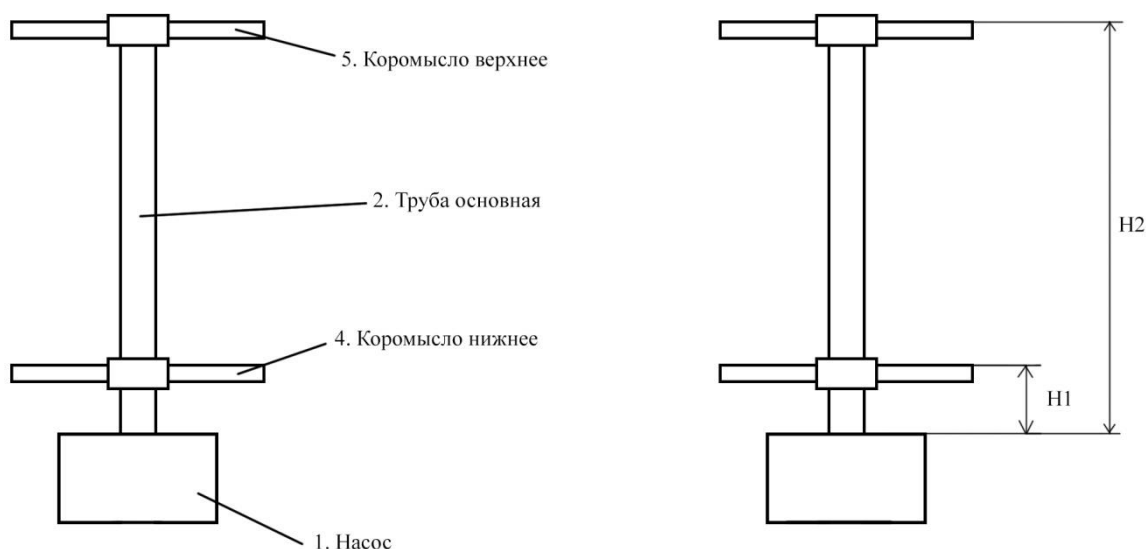 5. Коромысло верхнее
2. Труба основная
4. Коромысло нижнее
1. Насос
H2
H1